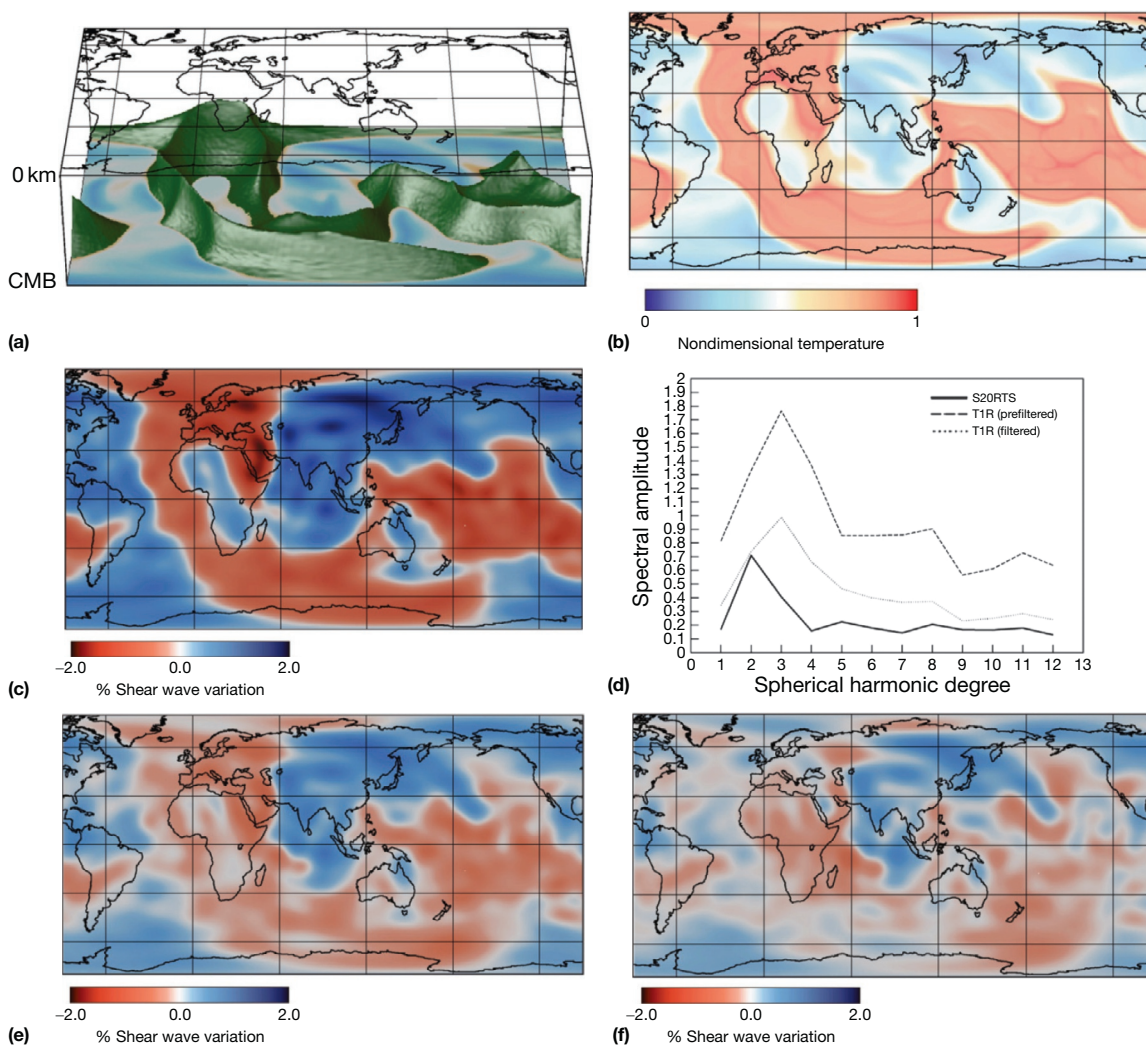 0 km
CMB
(a)
0
1
Nondimensional temperature
(b)
−2.0
0.0
2.0
% Shear wave variation
(c)
2
1.9
1.8
1.7
1.6
1.5
1.4
1.3
1.2
1.1
1
0.9
0.8
0.7
0.6
0.5
0.4
0.3
0.2
0.1
0
Spectral amplitude
S20RTS
T1R (prefiltered)
T1R (filtered)
0 1 2 3 4 5 6 7 8 9 10 11 12 13
Spherical harmonic degree
(d)
−2.0
0.0
2.0
% Shear wave variation
(e)
−2.0
0.0
2.0
% Shear wave variation
(f)